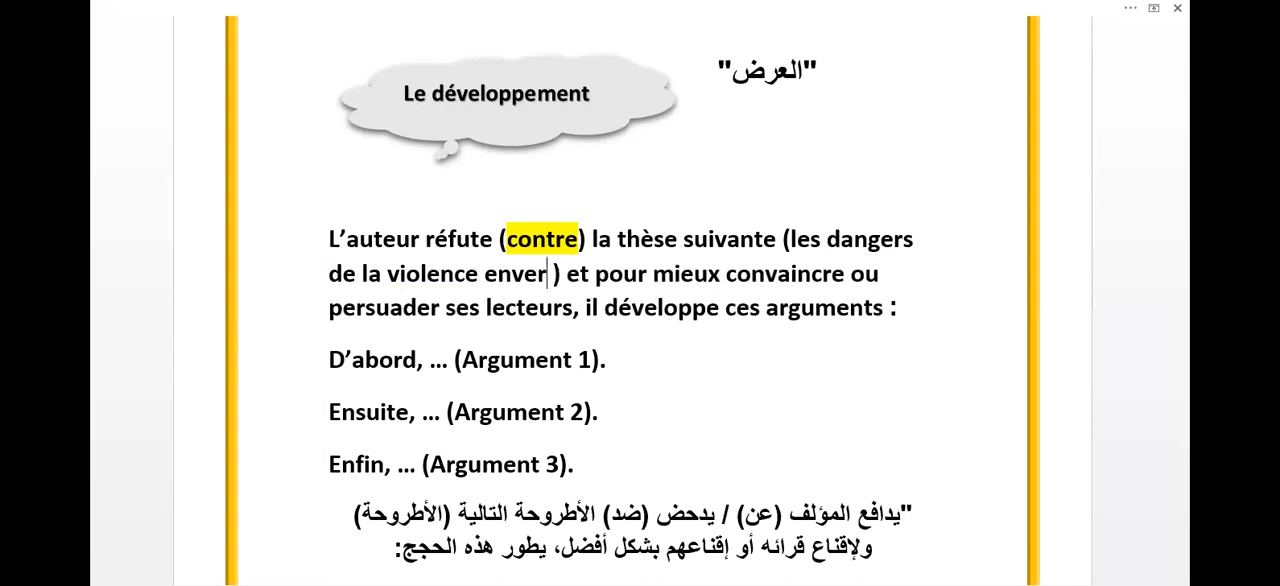 "العرض"
Le développement
L’auteur réfute (contre) la thèse suivante (les dangers
de la violence enver ) et pour mieux convaincre ou
persuader ses lecteurs, il développe ces arguments :
D’abord, ... (Argument 1).
Ensuite, ... (Argument 2).
Enfin, ... (Argument 3).
"يدافع المؤلف (عن) / يدحض (ضد) الأطروحة التالية (الأطروحة)
ولإقناع قرائه أو إقناعهم بشكل أفضل، يطور هذه الحجج: